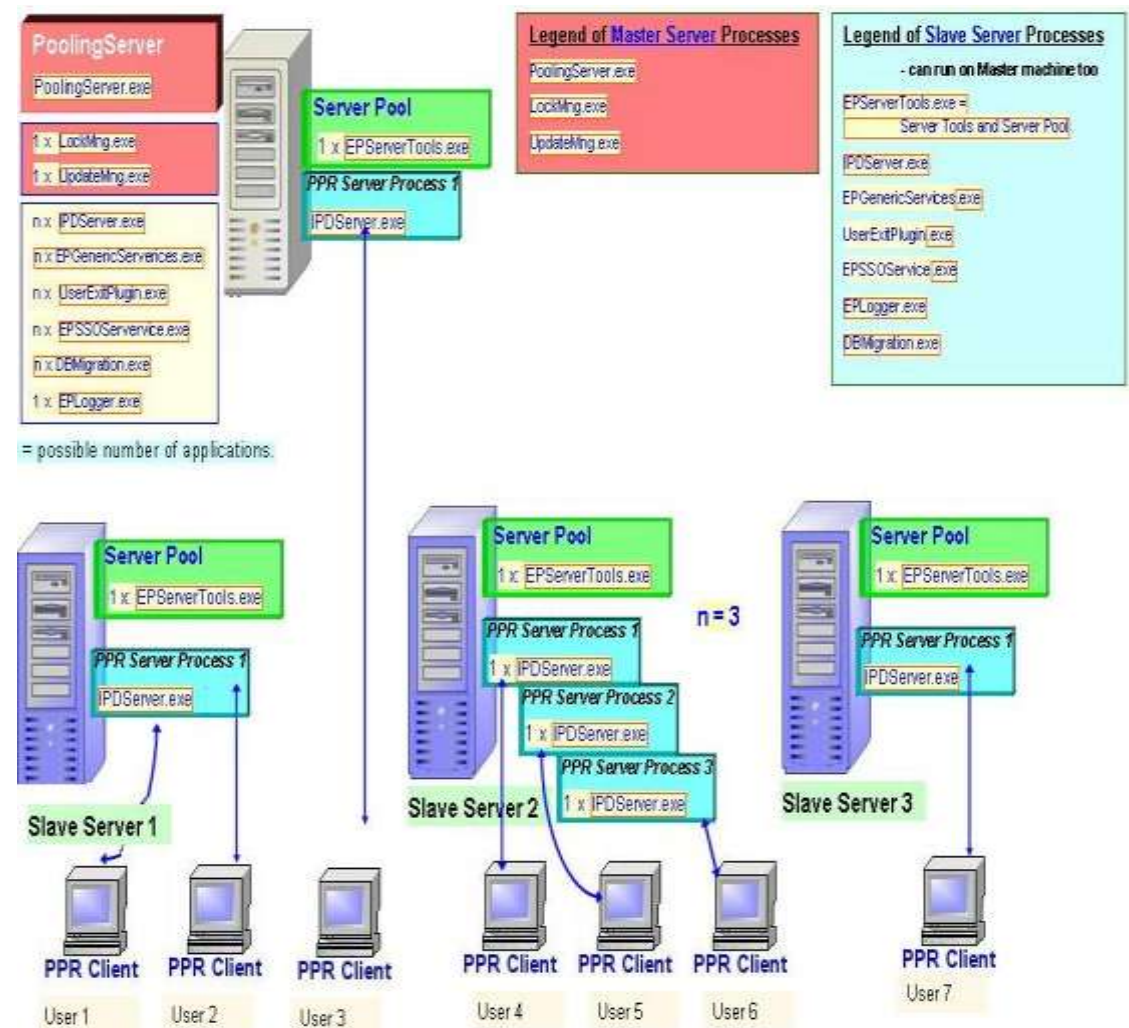 PoolingServer
PoolingServer.exe
1 x LockMng.exe
1 x UpdateMng.exe
n x IPDServer.exe
n x EPGenericServences.exe
n x UserExitPlugin.exe
n x EPSSOServervice.exe
n x DBMigration.exe
1 x EPLogger.exe
= possible number of applications.
Server Pool
1 x EPServerTools.exe
PPR Server Process 1
IPDServer.exe
Legend of Master Server Processes
PoolingServer.exe
LockMng.exe
UpdateMng.exe
Legend of Slave Server Processes
- can run on Master machine too
EPServerTools.exe =
Server Tools and Server Pool
IPDServer.exe
EPGenericServices.exe
UserExitPlugin.exe
EPSSOService.exe
EPLogger.exe
DBMigration.exe
Server Pool
1 x EPServerTools.exe
PPR Server Process 1
IPDServer.exe
Slave Server 1
Server Pool
1 x EPServerTools.exe
n = 3
PPR Server Process 1
1 x IPDServer.exe
PPR Server Process 2
1 x IPDServer.exe
PPR Server Process 3
1 x IPDServer.exe
Slave Server 2
Server Pool
1 x EPServerTools.exe
PPR Server Process 1
IPDServer.exe
Slave Server 3
PPR Client
User 1
PPR Client
User 2
PPR Client
User 3
PPR Client
User 4
PPR Client
User 5
PPR Client
User 6
PPR Client
User 7